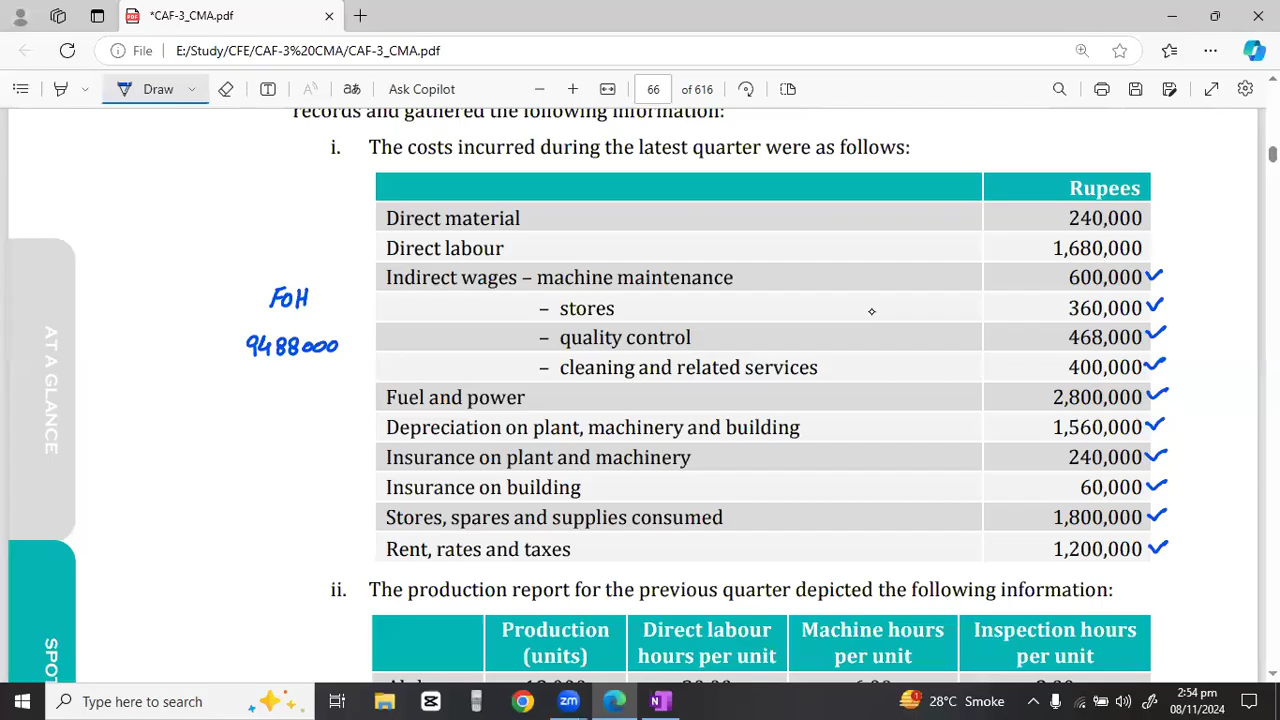 *CAF-3_CMA.pdf
File E:/Study/CFE/CAF-3%20CMA/CAF-3_CMA.pdf
Draw Ask Copilot 66 of 616
records and gathered the following information:
i. The costs incurred during the latest quarter were as follows:
Rupees
Direct material 240,000
Direct labour 1,680,000
Indirect wages – machine maintenance 600,000
– stores 360,000
– quality control 468,000
– cleaning and related services 400,000
Fuel and power 2,800,000
Depreciation on plant, machinery and building 1,560,000
Insurance on plant and machinery 240,000
Insurance on building 60,000
Stores, spares and supplies consumed 1,800,000
Rent, rates and taxes 1,200,000
FOH
9488000
AT A GLANCE
SPOT
ii. The production report for the previous quarter depicted the following information:
Production (units) Direct labour hours per unit Machine hours per unit Inspection hours per unit
Type here to search
28°C Smoke
2:54 pm
08/11/2024